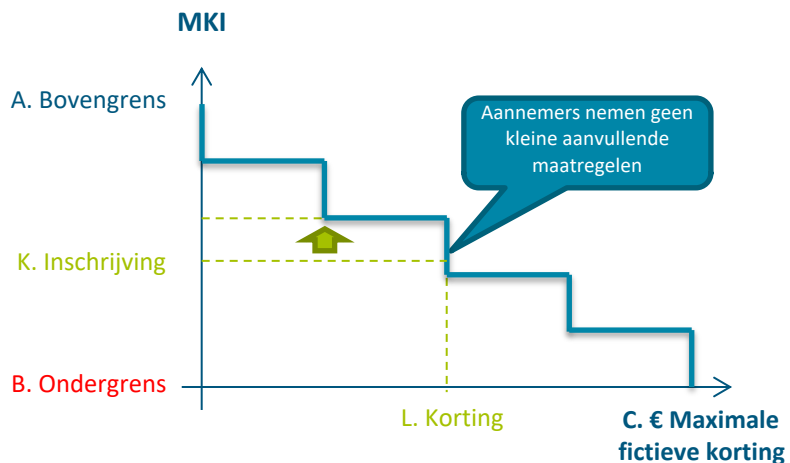 MKI
A. Bovengrens
Aannemers nemen geen
kleine aanvullende
maatregelen
K. Inschrijving
B. Ondergrens
L. Korting
C. € Maximale
fictieve korting